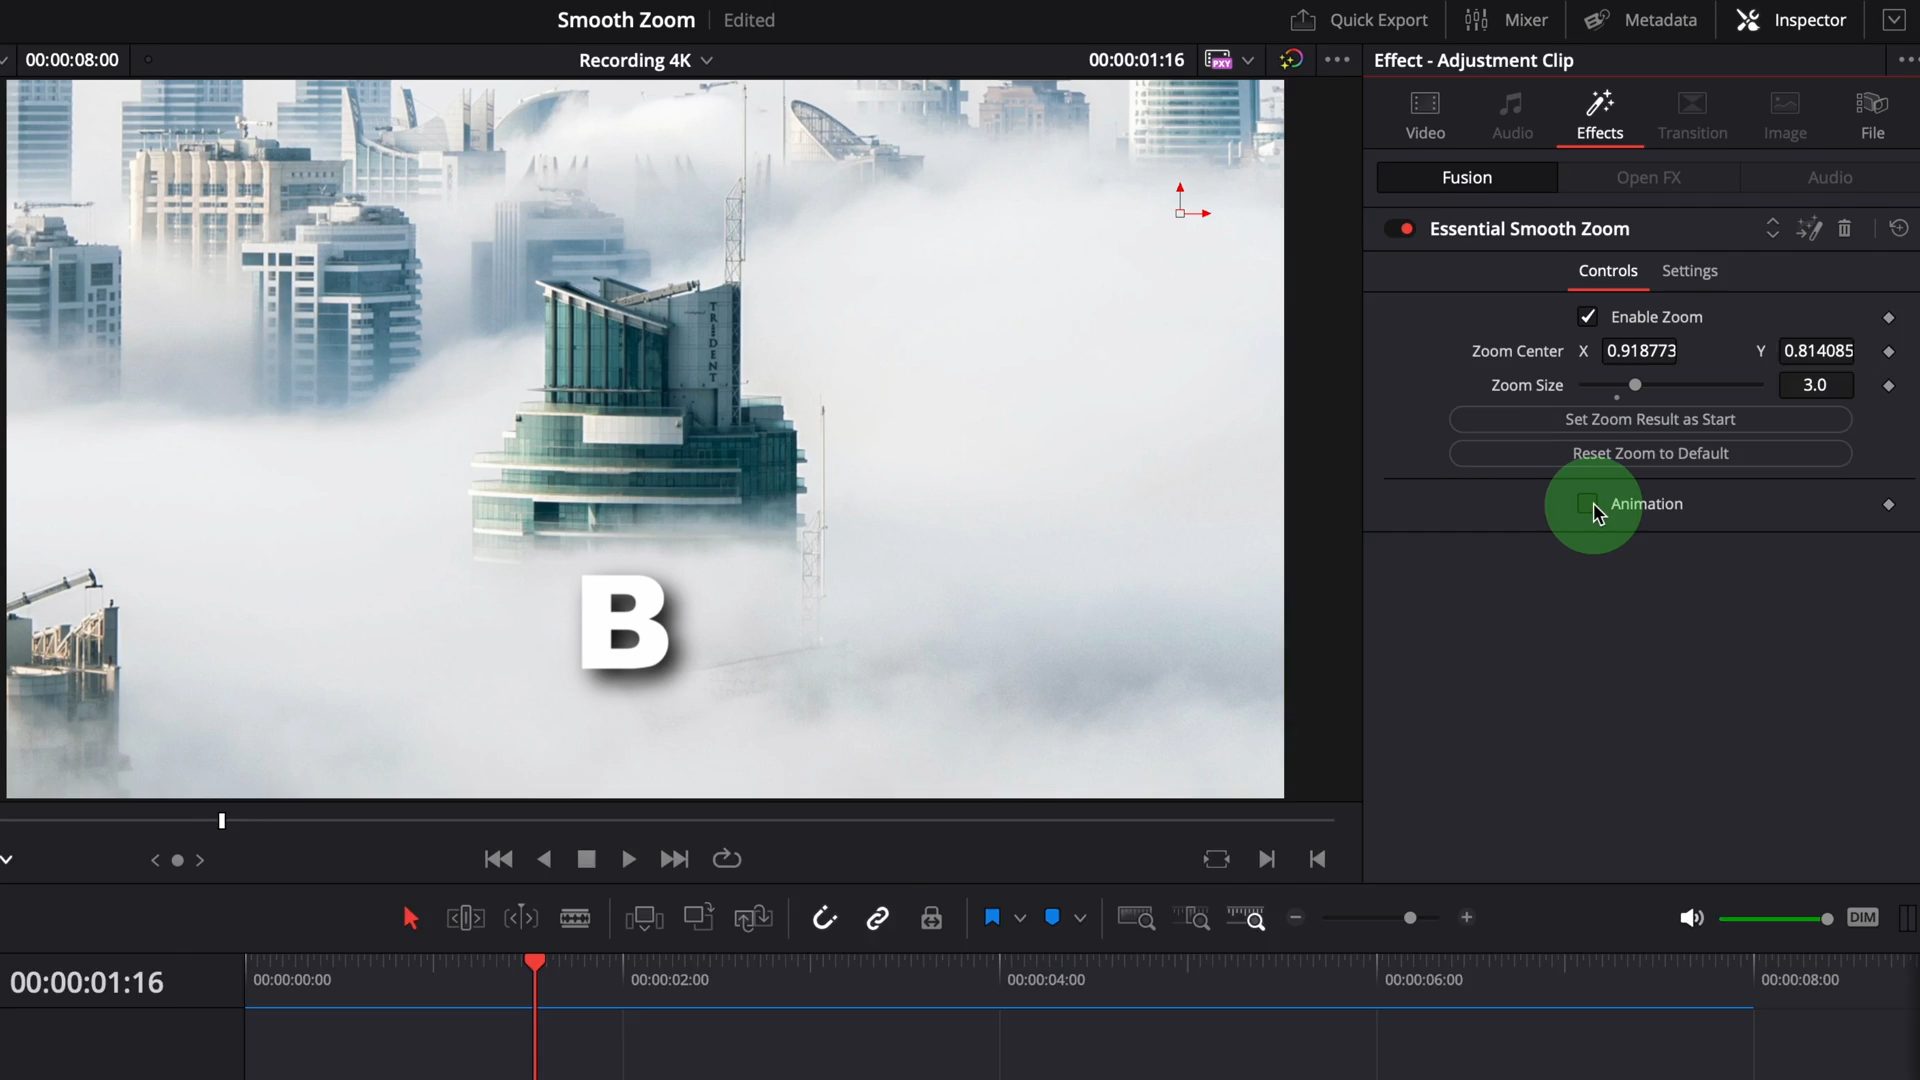 Smooth Zoom Edited
Quick Export Mixer Metadata Inspector
00:00:08:00 Recording 4K 00:00:01:16 PXY
Effect - Adjustment Clip
Video Audio Effects Transition Image File
Fusion Open FX Audio
Essential Smooth Zoom
Controls Settings
Enable Zoom
Zoom Center X 0.918773 Y 0.814085
Zoom Size 3.0
Set Zoom Result as Start
Reset Zoom to Default
Animation
TRIDENT
B
DIM
00:00:01:16
00:00:00:00 00:00:02:00 00:00:04:00 00:00:06:00 00:00:08:00